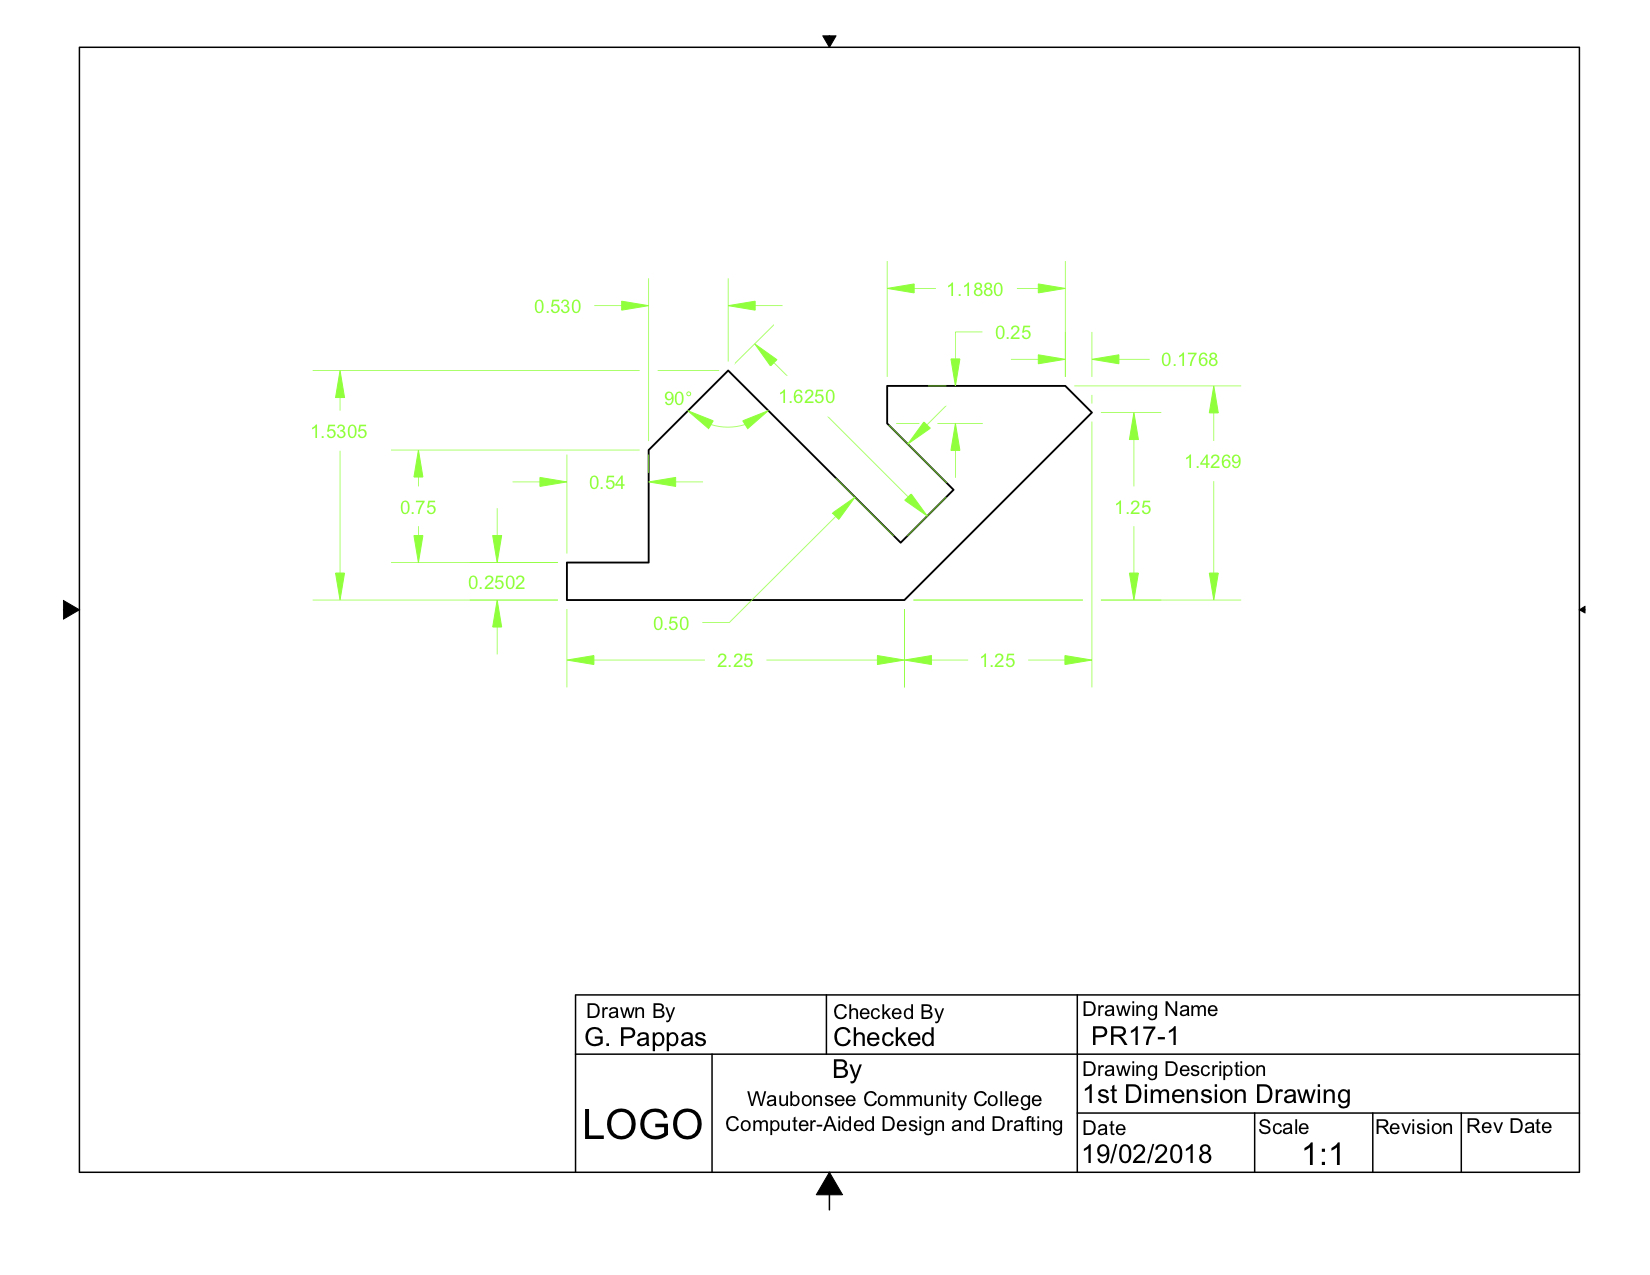 1.1880
0.530
0.25
0.1768
90°
1.6250
1.5305
1.4269
0.54
0.75
1.25
0.2502
0.50
2.25
1.25
Drawn By
G. Pappas
Checked By
Checked
By
Drawing Name
PR17-1
LOGO
Waubonsee Community College
Computer-Aided Design and Drafting
Drawing Description
1st Dimension Drawing
Date
19/02/2018
Scale
1:1
Revision
Rev Date